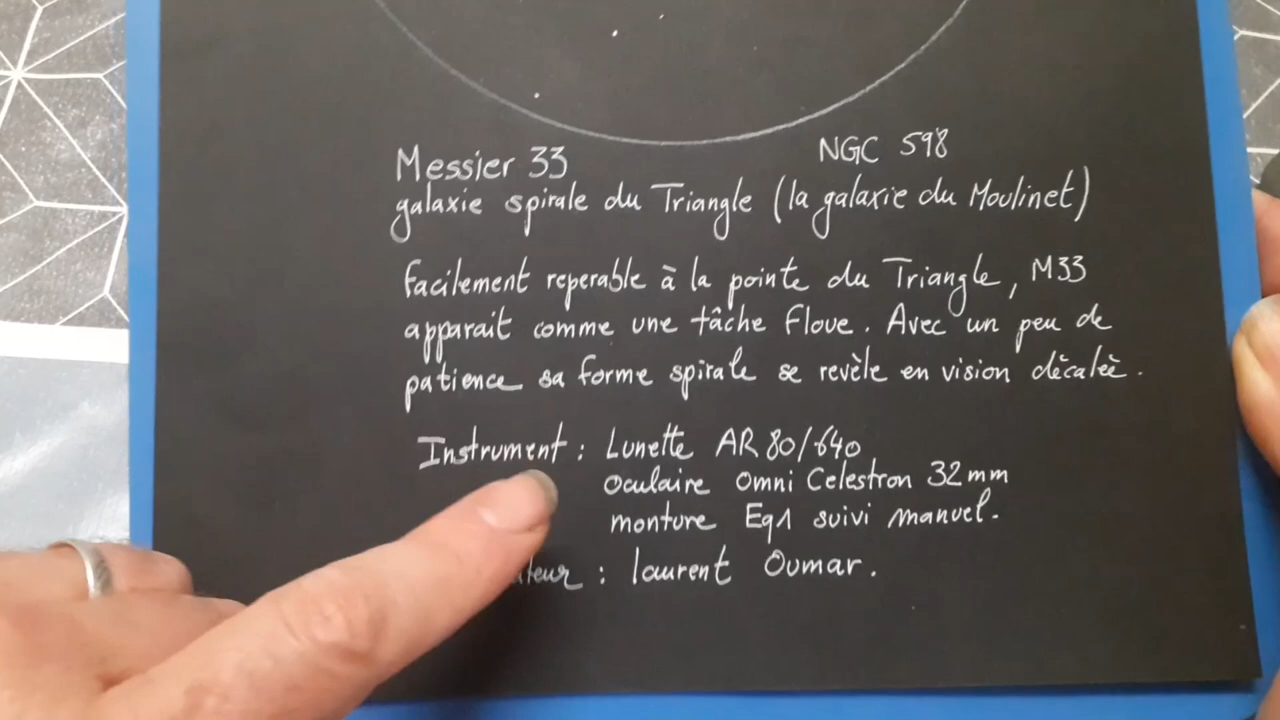 Messier 33 NGC 598
galaxie spirale du Triangle (la galaxie du Moulinet)
facilement reperable à la pointe du Triangle, M33
apparait comme une tâche floue. Avec un peu de
patience sa forme spirale se revèle en vision décalée.
Instrument : Lunette AR 80/640
oculaire omni Celestron 32mm
monture Eq1 suivi manuel.
: laurent Oumar.